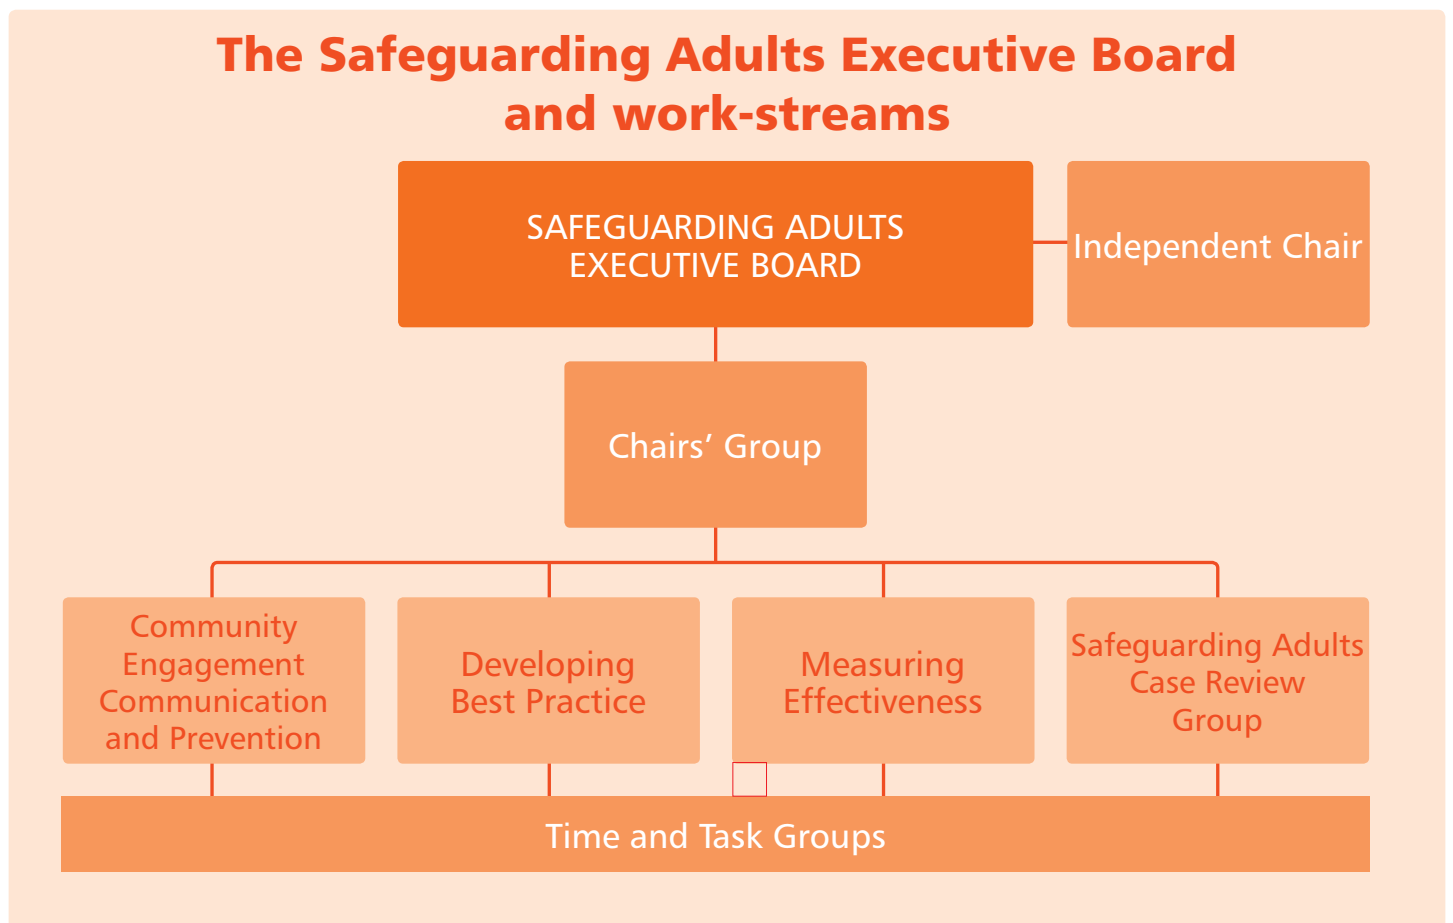 The Safeguarding Adults Executive Board
and work-streams
SAFEGUARDING ADULTS
EXECUTIVE BOARD
Independent Chair
Chairs’ Group
Community
Engagement
Communication
and Prevention
Developing
Best Practice
Measuring
Effectiveness
Safeguarding Adults
Case Review
Group
Time and Task Groups